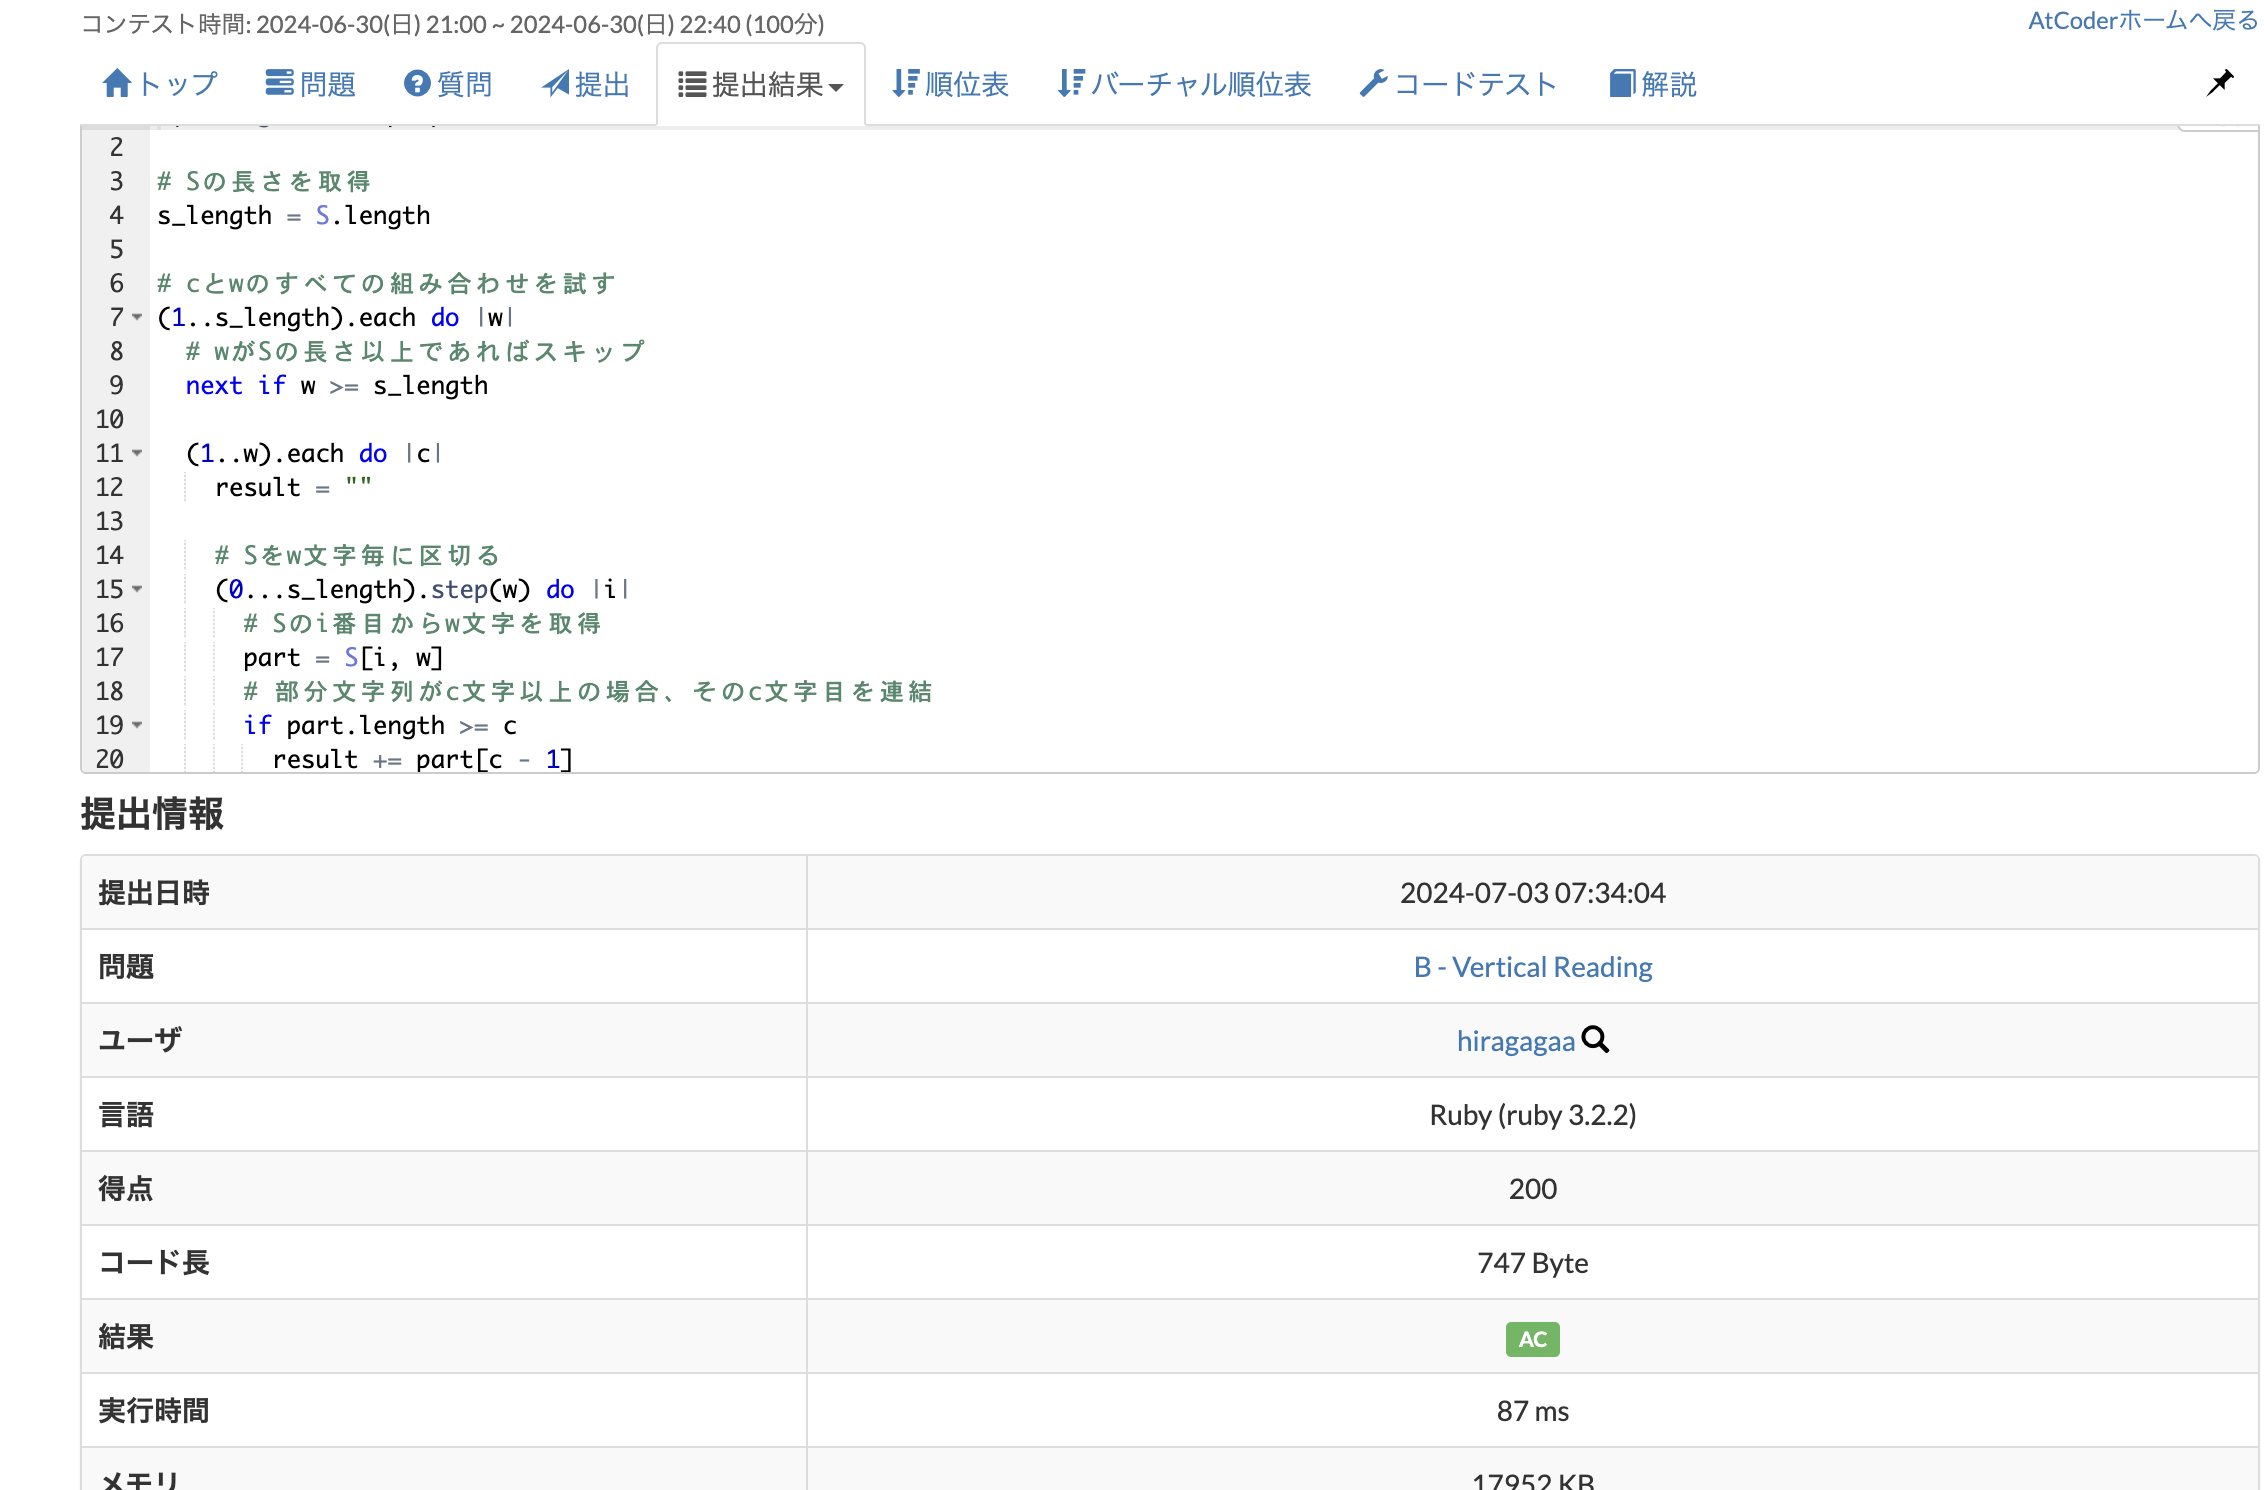 コンテスト時間: 2024-06-30(日) 21:00 ~ 2024-06-30(日) 22:40 (100分)
AtCoderホームへ戻る
トップ 問題 質問 提出 提出結果 順位表 バーチャル順位表 コードテスト 解説
2
3 # Sの長さを取得
4 s_length = S.length
5
6 # cとwのすべての組み合わせを試す
7 (1..s_length).each do |w|
8 # wがSの長さ以上であればスキップ
9 next if w >= s_length
10
11 (1..w).each do |c|
12 result = ""
13
14 # Sをw文字毎に区切る
15 (0...s_length).step(w) do |i|
16 # Sのi番目からw文字を取得
17 part = S[i, w]
18 # 部分文字列がc文字以上の場合、そのc文字目を連結
19 if part.length >= c
20 result += part[c - 1]
提出情報
提出日時 2024-07-03 07:34:04
問題 B - Vertical Reading
ユーザ hiragagaa
言語 Ruby (ruby 3.2.2)
得点 200
コード長 747 Byte
結果 AC
実行時間 87 ms
メモリ 17952 KB